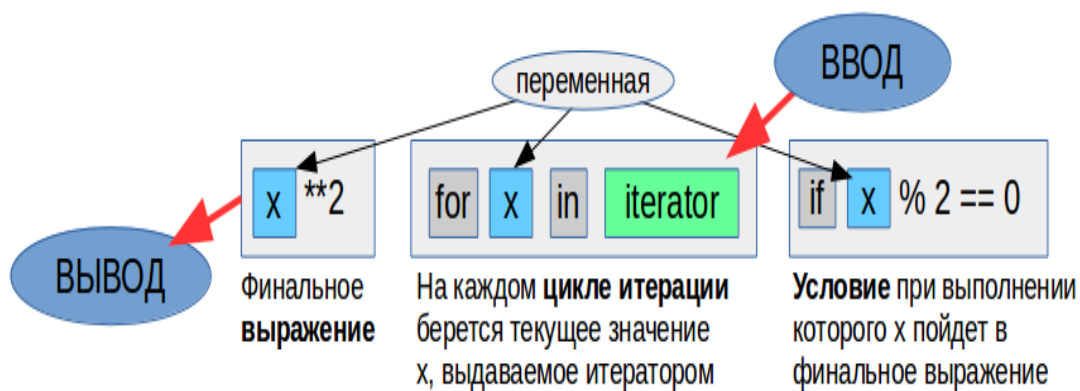 ВВОД
переменная
x **2 for x in iterator if x % 2 == 0
ВЫВОД
Финальное
выражение
На каждом цикле итерации
берется текущее значение
x, выдаваемое итератором
Условие при выполнении
которого x пойдет в
финальное выражение